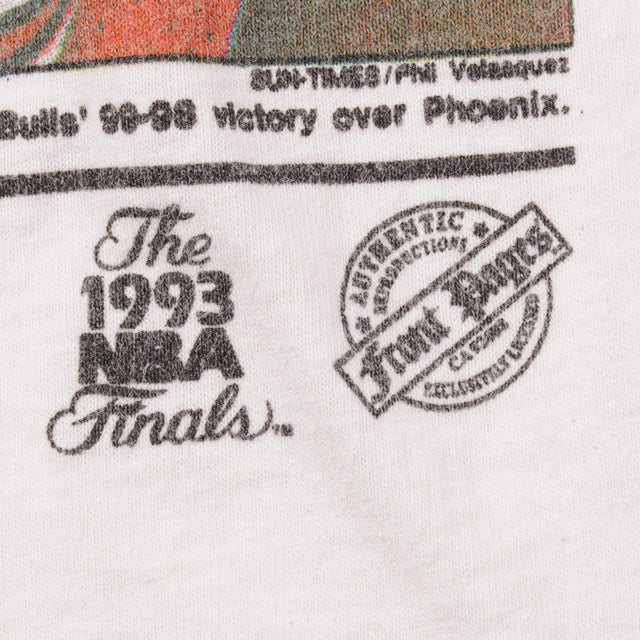 SUN-TIMES/Phil Velasquez
Bulls' 99-98 victory over Phoenix.
The
1993
NBA
Finals
AUTHENTIC
REPRODUCTIONS
Front Pages
EXCLUSIVELY LICENSED